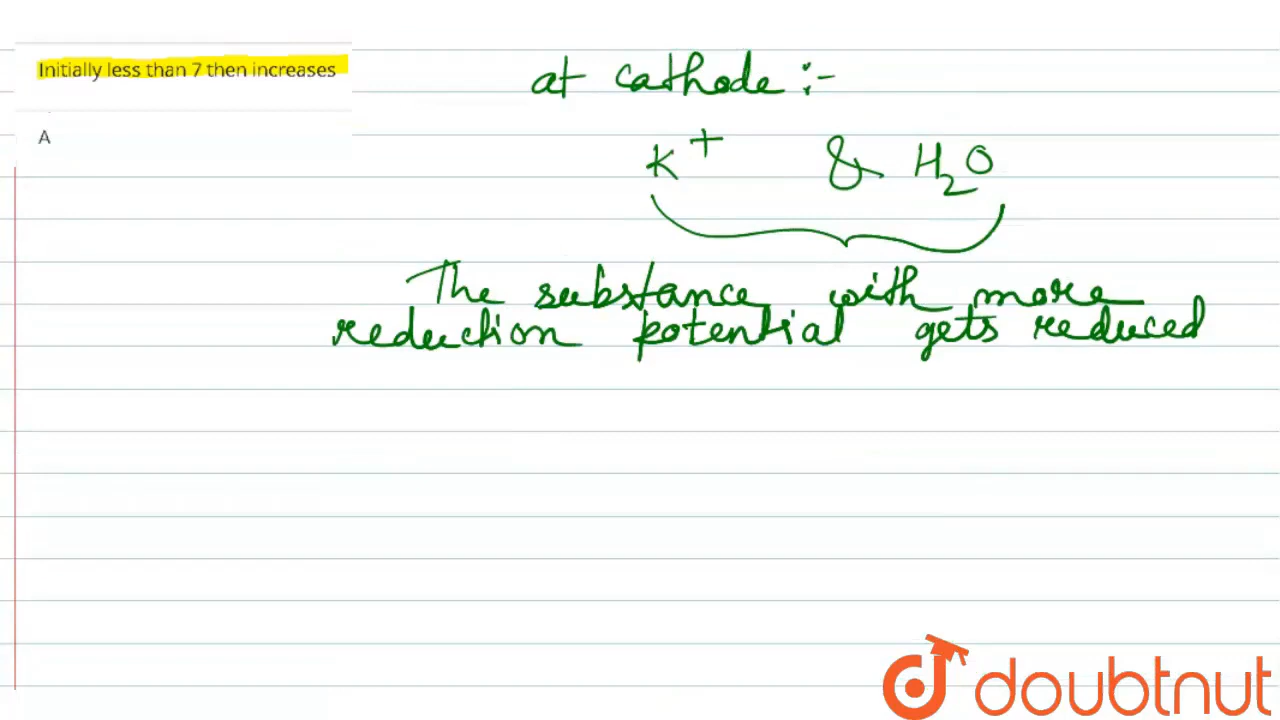 Initially less than 7 then increases
A
at cathode :-
K+ & H2O
The substance with more
reduction potential gets reduced
doubtnut